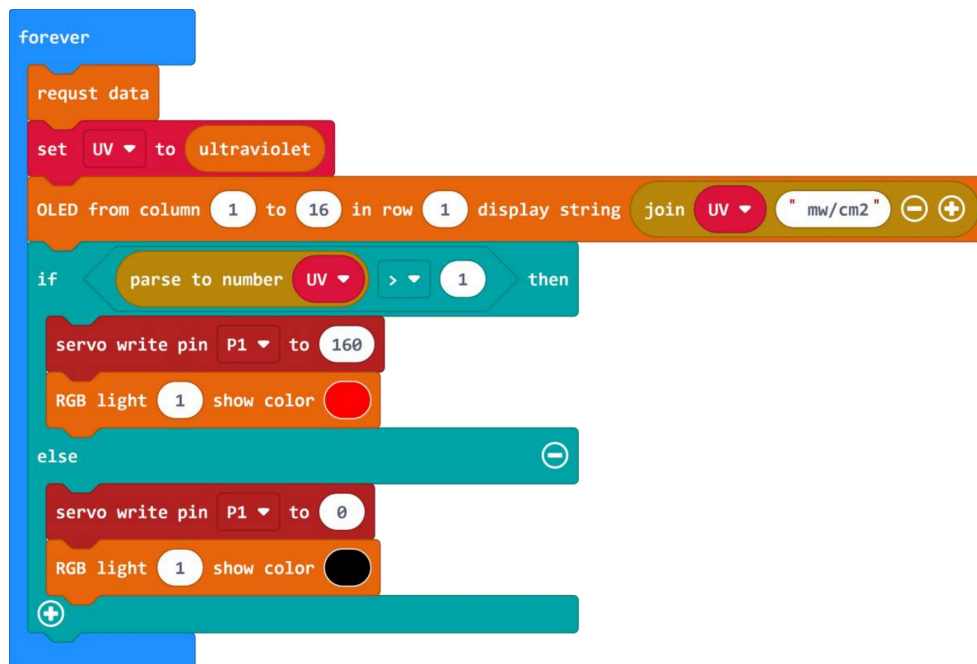 forever
requst data
set UV to ultraviolet
OLED from column 1 to 16 in row 1 display string join UV " mw/cm2"
if parse to number UV > 1 then
servo write pin P1 to 160
RGB light 1 show color
else
servo write pin P1 to 0
RGB light 1 show color